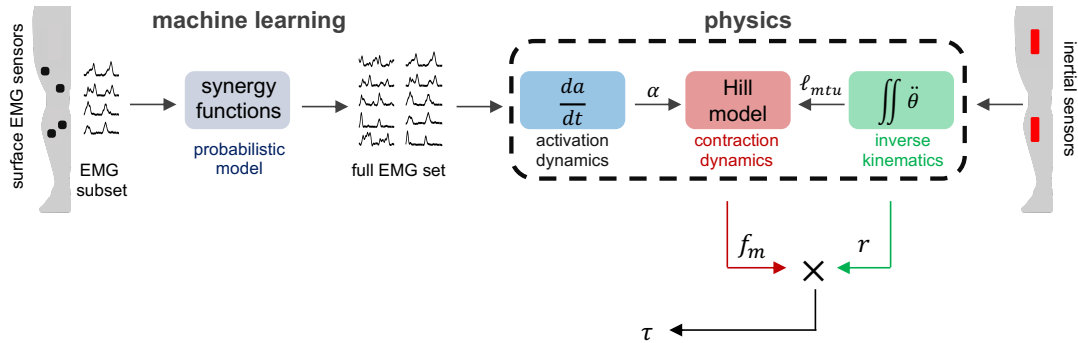 machine learning
physics
surface EMG sensors
EMG
subset
synergy
functions
probabilistic
model
full EMG set
da
dt
activation
dynamics
α
Hill
model
contraction
dynamics
ℓmtu
∬ θ̈
inverse
kinematics
inertial sensors
fm
×
r
τ